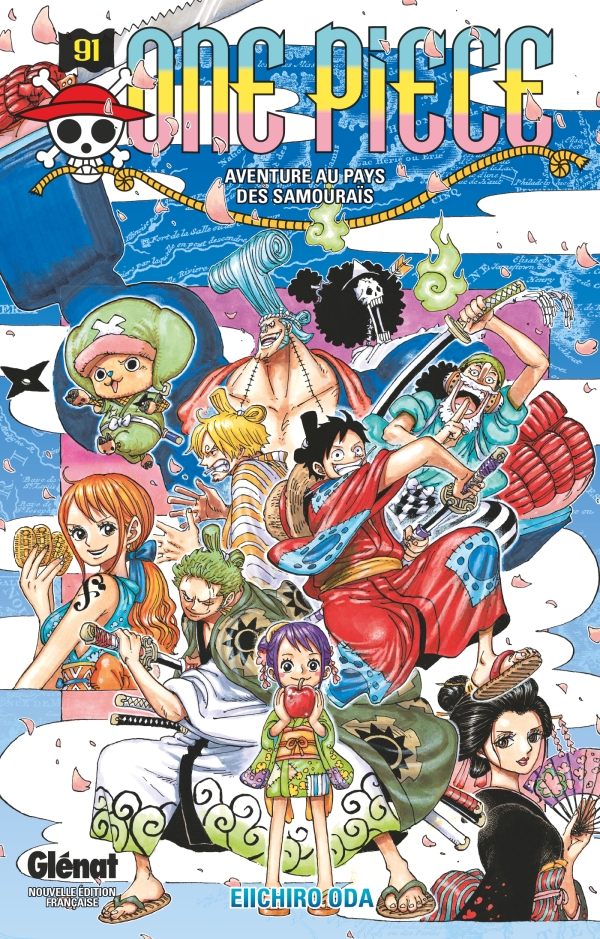 91
ONE PIECE
AVENTURE AU PAYS
DES SAMOURAÏS
Glénat
NOUVELLE ÉDITION
FRANÇAISE
EIICHIRO ODA